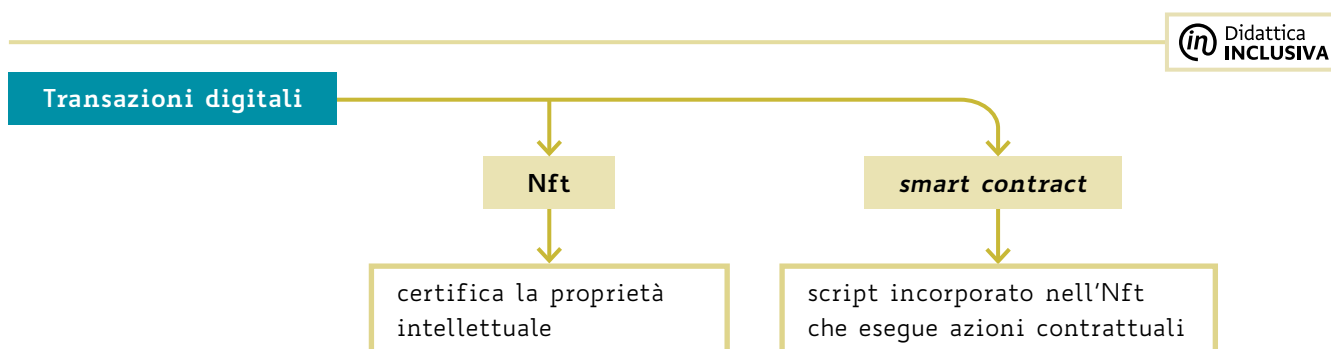 Didattica
INCLUSIVA
Transazioni digitali
Nft
smart contract
certifica la proprietà
intellettuale
script incorporato nell'Nft
che esegue azioni contrattuali
in